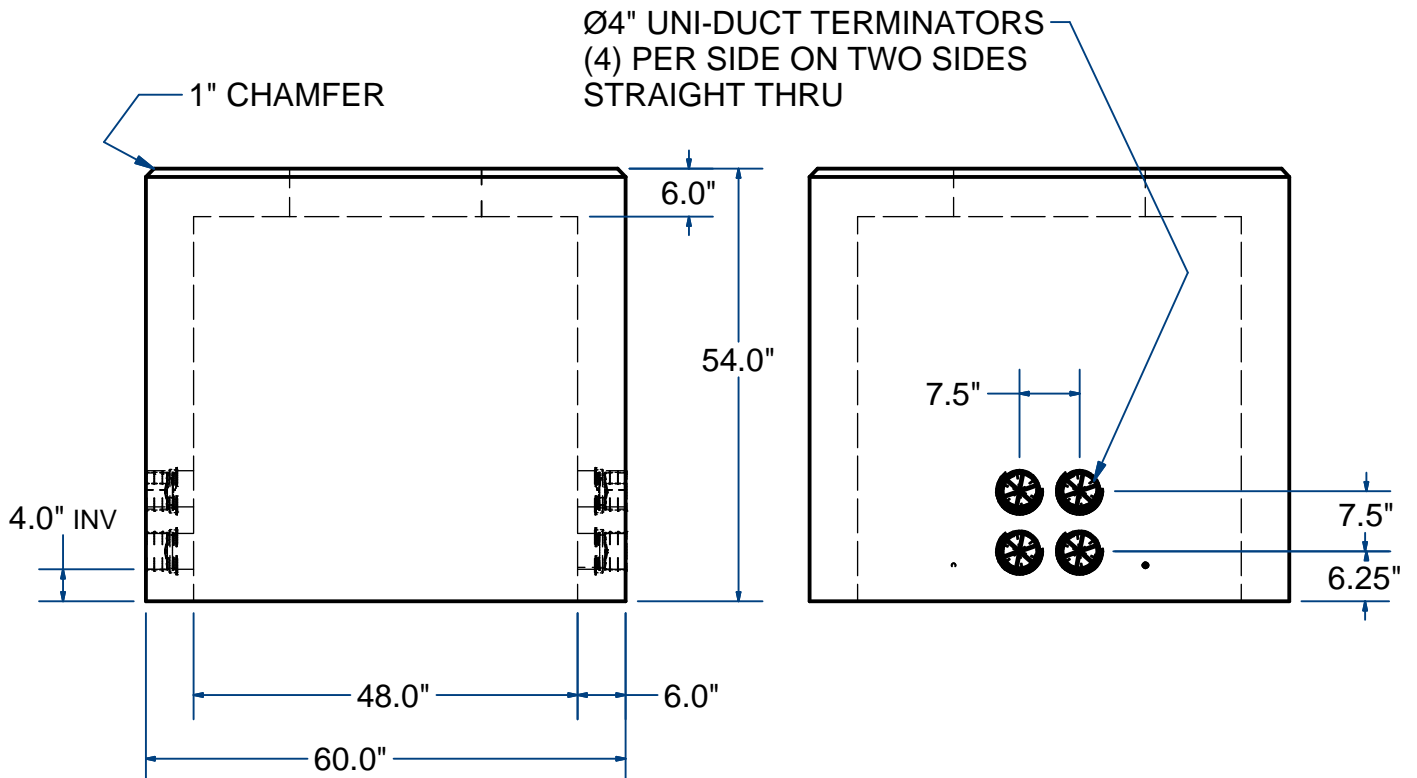 Ø4" UNI-DUCT TERMINATORS
(4) PER SIDE ON TWO SIDES
STRAIGHT THRU
1" CHAMFER
6.0"
54.0"
7.5"
4.0" INV
7.5"
6.25"
48.0"
6.0"
60.0"